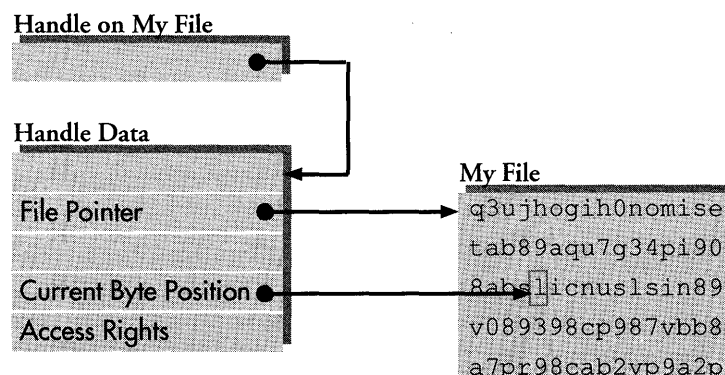 Handle on My File
Handle Data
File Pointer
Current Byte Position
Access Rights
My File
q3ujhogih0nomise
tab89aqu7g34pi90
8abslicnuslsin89
v089398cp987vbb8
a7pr98cab2vp9a2p